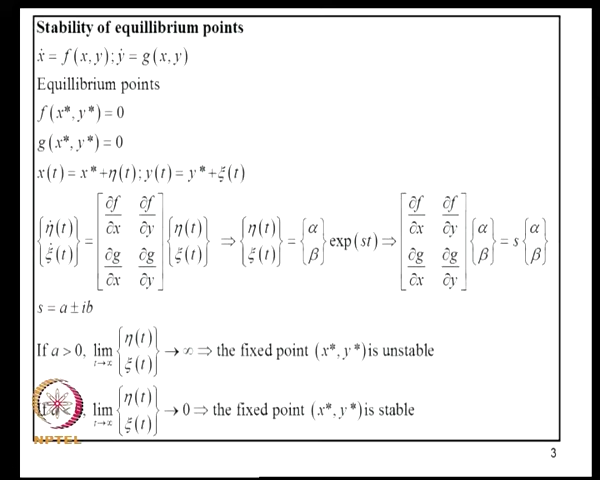 Stability of equillibrium points
ẋ = f(x,y); ẏ = g(x,y)
Equillibrium points
f(x*,y*) = 0
g(x*,y*) = 0
x(t) = x*+η(t); y(t) = y*+ξ(t)
{η̇(t) ξ̇(t)} = [∂f/∂x ∂f/∂y ∂g/∂x ∂g/∂y] {η(t) ξ(t)} ⇒ {η(t) ξ(t)} = {α β} exp(st) ⇒ [∂f/∂x ∂f/∂y ∂g/∂x ∂g/∂y] {α β} = s {α β}
s = a ± ib
If a > 0, lim t→∞ {η(t) ξ(t)} → ∞ ⇒ the fixed point (x*,y*) is unstable
If , lim t→∞ {η(t) ξ(t)} → 0 ⇒ the fixed point (x*,y*) is stable
NPTEL
3